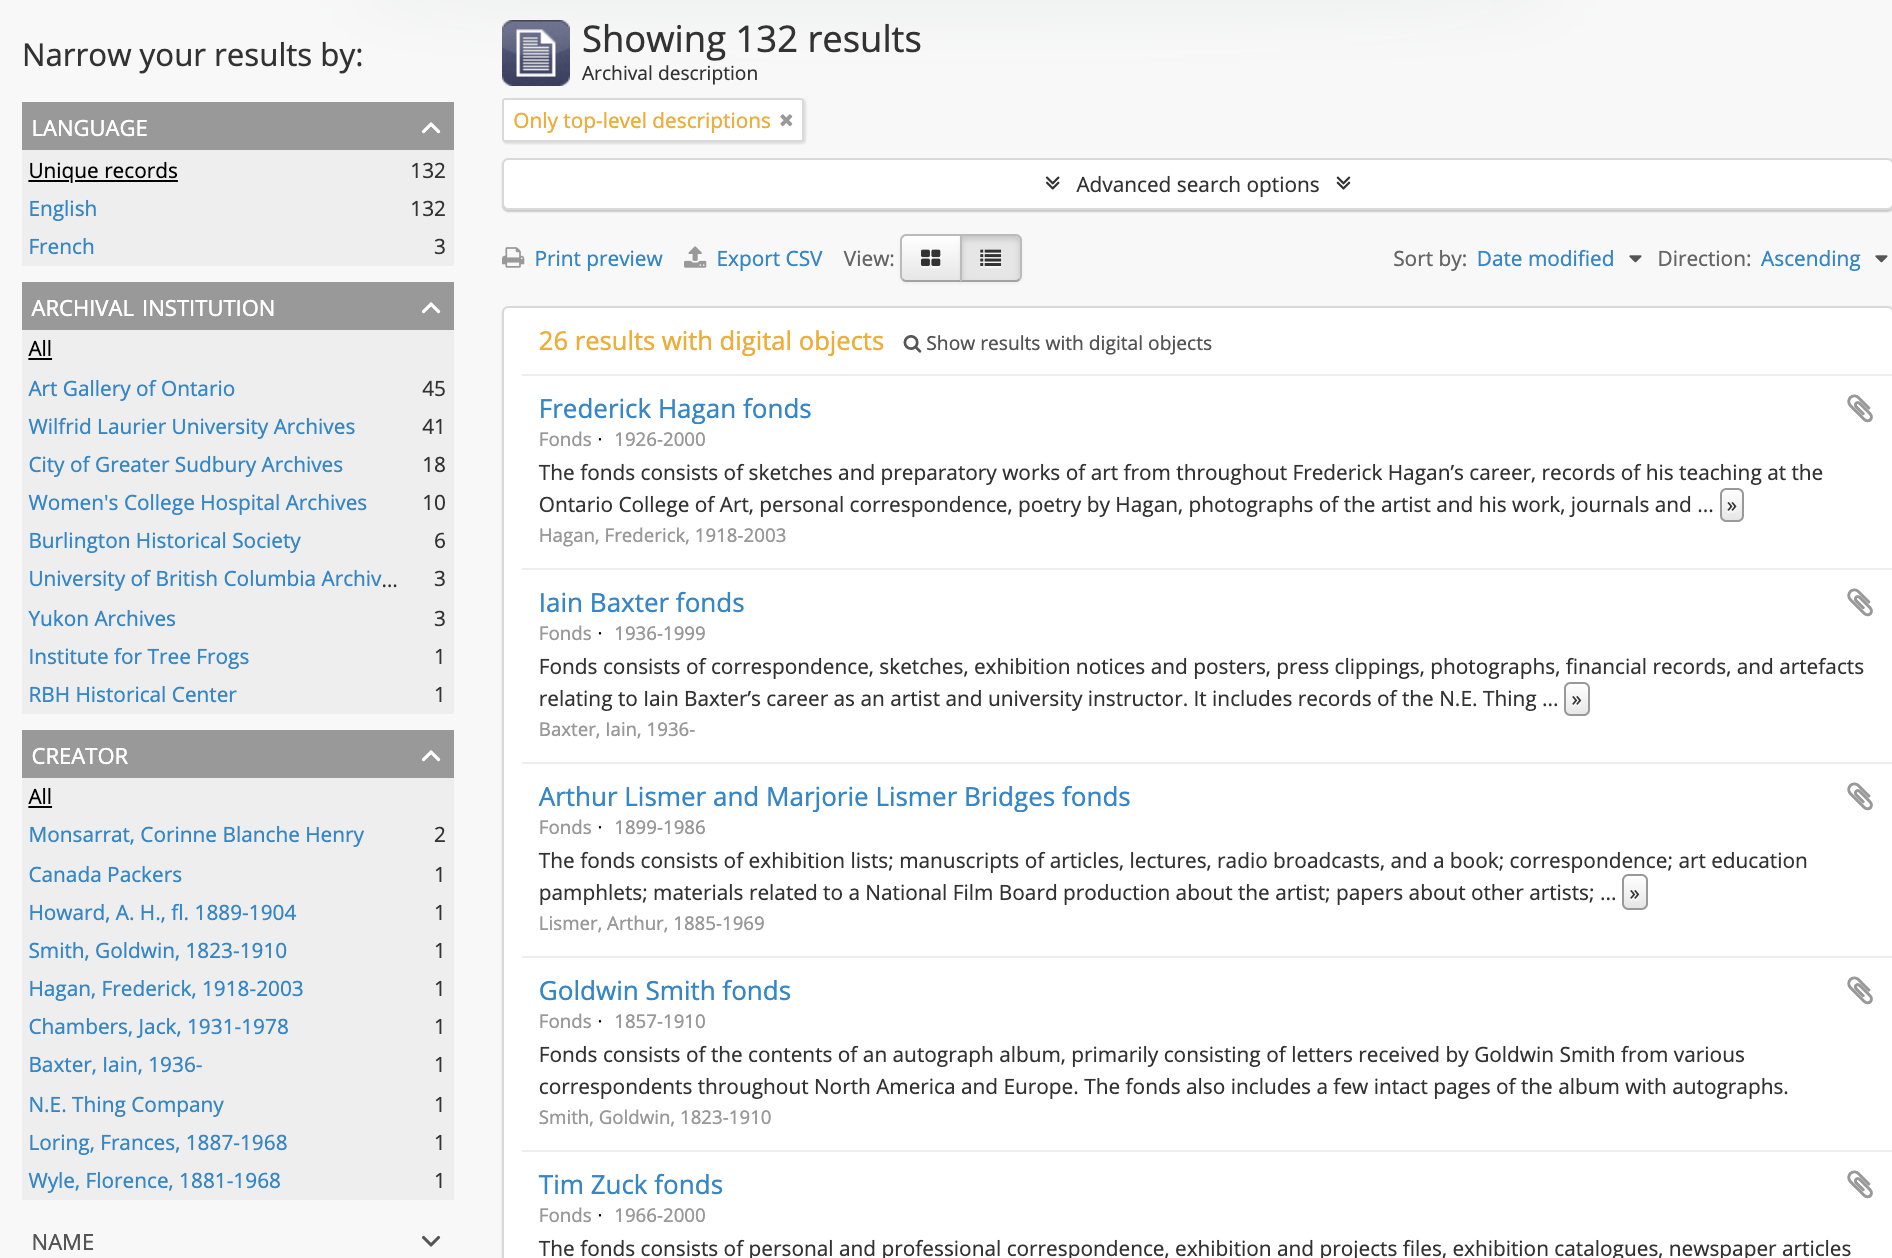 Narrow your results by:
LANGUAGE
Unique records 132
English 132
French 3
ARCHIVAL INSTITUTION
All
Art Gallery of Ontario 45
Wilfrid Laurier University Archives 41
City of Greater Sudbury Archives 18
Women's College Hospital Archives 10
Burlington Historical Society 6
University of British Columbia Archiv... 3
Yukon Archives 3
Institute for Tree Frogs 1
RBH Historical Center 1
CREATOR
All
Monsarrat, Corinne Blanche Henry 2
Canada Packers 1
Howard, A. H., fl. 1889-1904 1
Smith, Goldwin, 1823-1910 1
Hagan, Frederick, 1918-2003 1
Chambers, Jack, 1931-1978 1
Baxter, Iain, 1936- 1
N.E. Thing Company 1
Loring, Frances, 1887-1968 1
Wyle, Florence, 1881-1968 1
NAME
Showing 132 results
Archival description
Only top-level descriptions ✖
Advanced search options
Print preview Export CSV View: Sort by: Date modified Direction: Ascending
26 results with digital objects Show results with digital objects
Frederick Hagan fonds
Fonds · 1926-2000
The fonds consists of sketches and preparatory works of art from throughout Frederick Hagan’s career, records of his teaching at the
Ontario College of Art, personal correspondence, poetry by Hagan, photographs of the artist and his work, journals and ... »
Hagan, Frederick, 1918-2003
Iain Baxter fonds
Fonds · 1936-1999
Fonds consists of correspondence, sketches, exhibition notices and posters, press clippings, photographs, financial records, and artefacts
relating to Iain Baxter’s career as an artist and university instructor. It includes records of the N.E. Thing ... »
Baxter, Iain, 1936-
Arthur Lismer and Marjorie Lismer Bridges fonds
Fonds · 1899-1986
The fonds consists of exhibition lists; manuscripts of articles, lectures, radio broadcasts, and a book; correspondence; art education
pamphlets; materials related to a National Film Board production about the artist; papers about other artists; ... »
Lismer, Arthur, 1885-1969
Goldwin Smith fonds
Fonds · 1857-1910
Fonds consists of the contents of an autograph album, primarily consisting of letters received by Goldwin Smith from various
correspondents throughout North America and Europe. The fonds also includes a few intact pages of the album with autographs.
Smith, Goldwin, 1823-1910
Tim Zuck fonds
Fonds · 1966-2000
The fonds consists of personal and professional correspondence, exhibition and projects files, exhibition catalogues, newspaper articles